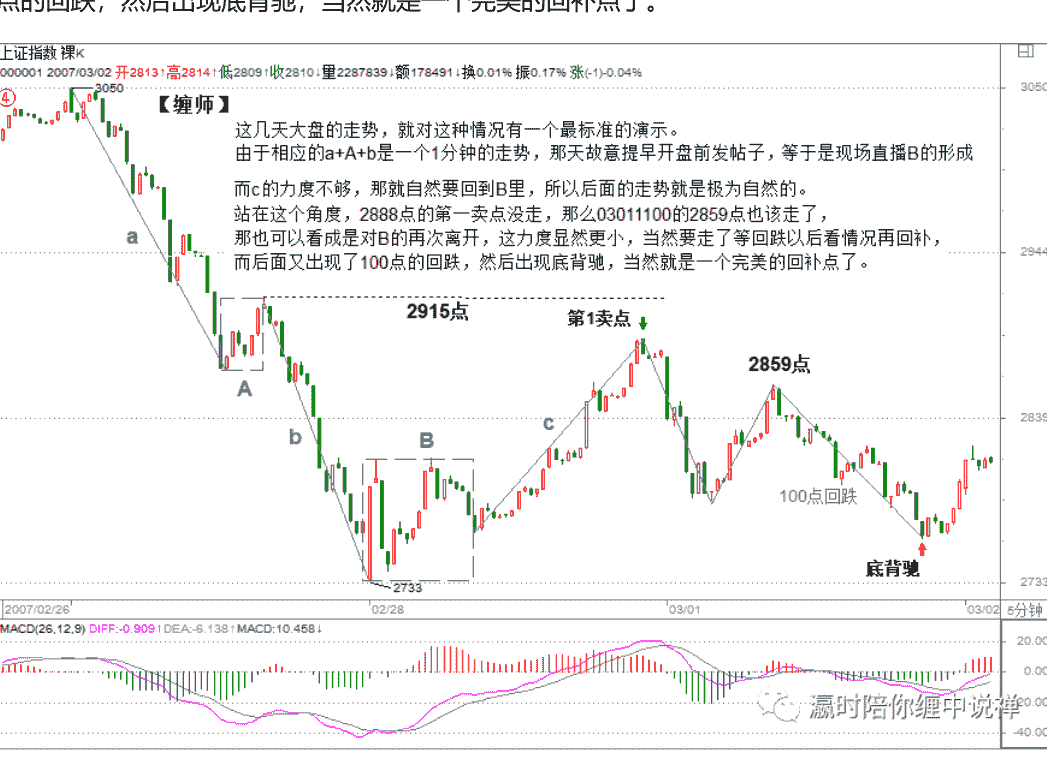 点的回跌，然后出现底背驰，当然就是一个完美的回补点了。
上证指数 裸K
000001 2007/03/02 开2813↑高2814↑低2809↑收2810↓量2287839↓额178491↓换0.01% 振0.17% 涨(-1)-0.04%
④
3050
3050
【缠师】
这几天大盘的走势，就对这种情况有一个最标准的演示。
由于相应的a+A+b是一个1分钟的走势，那天故意提早开盘前发帖子，等于是现场直播B的形成
而c的力度不够，那就自然要回到B里，所以后面的走势就是极为自然的。
站在这个角度，2888点的第一卖点没走，那么03011100的2859点也该走了，
那也可以看成是对B的再次离开，这力度显然更小，当然要走了等回跌以后看情况再回补，
而后面又出现了100点的回跌，然后出现底背驰，当然就是一个完美的回补点了。
a
2944
2915点
第1卖点
2859点
A
b
B
c
2839
100点回跌
底背驰
2733
2733
2007/02/26
02/28
03/01
03/02
5分钟
MACD(26,12,9) DIFF:-0.909↑DEA:-6.138↑MACD:10.458↓
20.00
0.00
-20.00
-40.00
瀛时陪你缠中说禅